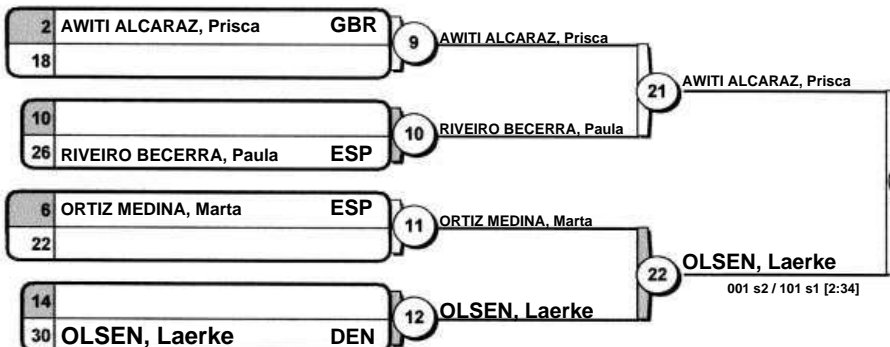 2 AWITI ALCARAZ, Prisca GBR
18
9
AWITI ALCARAZ, Prisca
10
26 RIVEIRO BECERRA, Paula ESP
10
RIVEIRO BECERRA, Paula
21
AWITI ALCARAZ, Prisca
6 ORTIZ MEDINA, Marta ESP
22
11
ORTIZ MEDINA, Marta
14
30 OLSEN, Laerke DEN
12
OLSEN, Laerke
22
OLSEN, Laerke
001 s2 / 101 s1 [2:34]